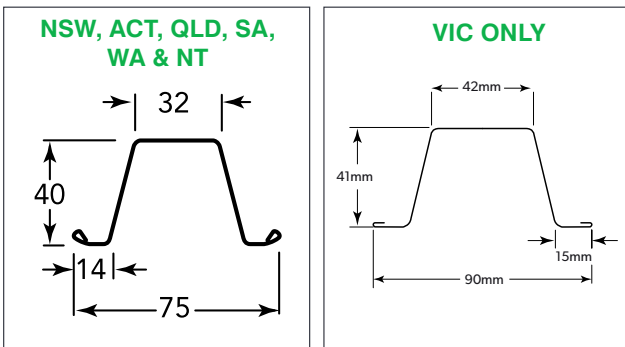 NSW, ACT, QLD, SA,
WA & NT
32
40
14
75
VIC ONLY
42mm
41mm
15mm
90mm